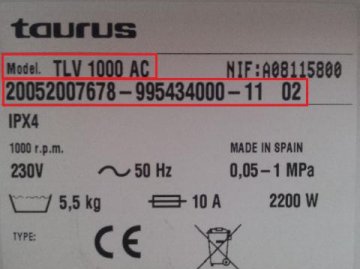 taurus
Model. TLV 1000 AC NIF:A08115800
20052007678-995434000-11 02
IPX4
1000 r.p.m. MADE IN SPAIN
230V 50 Hz 0,05-1 MPa
5,5 kg 10 A 2200 W
TYPE: CE